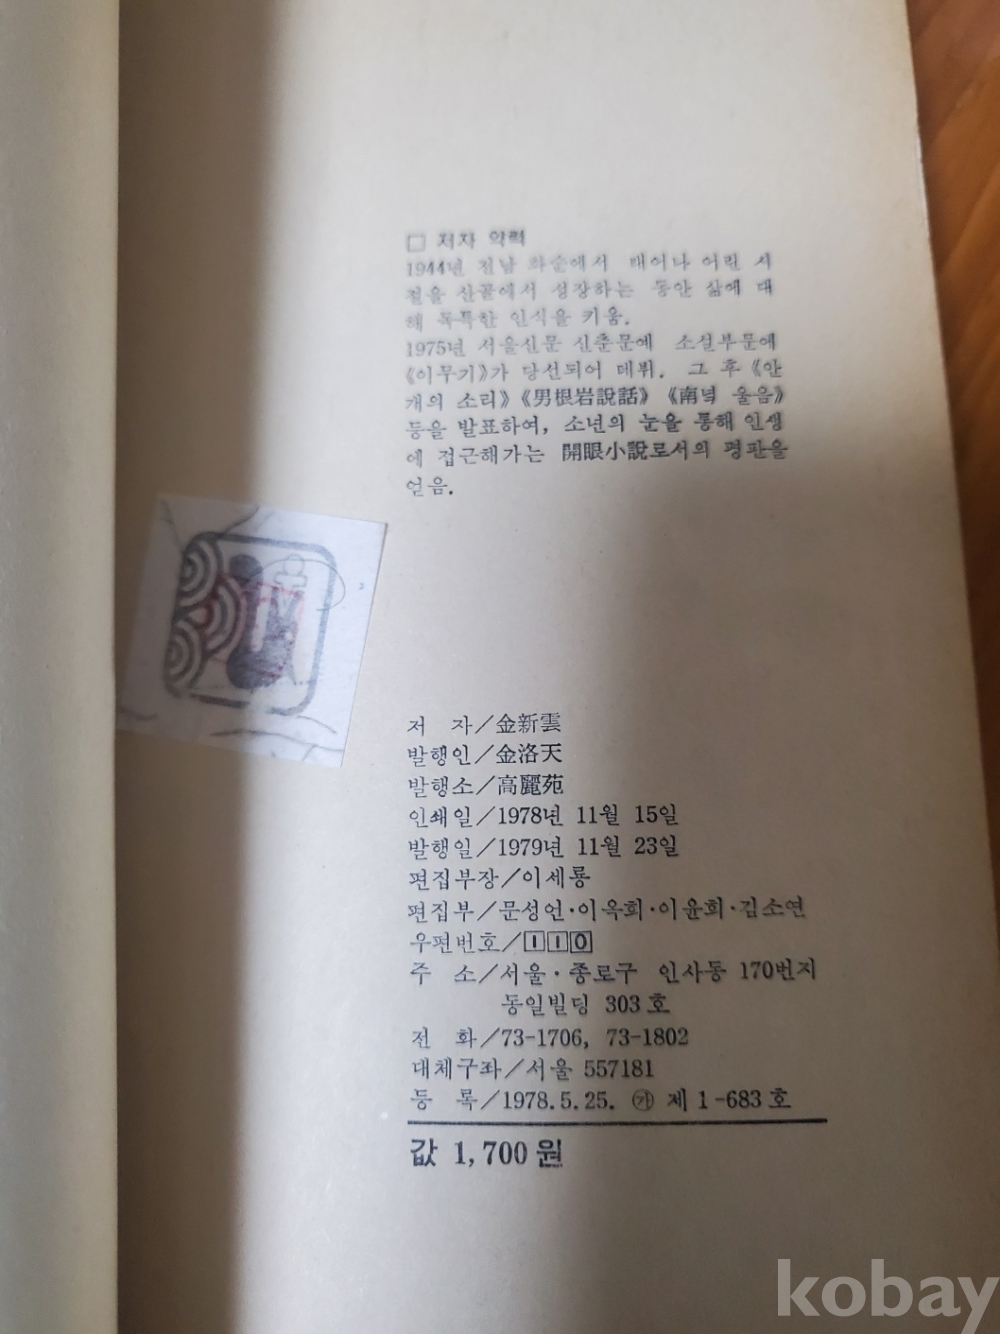 □ 저자 약력
1944년 전남 화순에서 태어나 어린 시
절을 산골에서 성장하는 동안 삶에 대
해 독특한 인식을 키움.
1975년 서울신문 신춘문예 소설부문에
《이무기》가 당선되어 데뷔. 그 후 《안
개의 소리》《男根岩說話》《南녘 울음》
등을 발표하여, 소년의 눈을 통해 인생
에 접근해가는 開眼小說로서의 평판을
얻음.
저 자/金新雲
발행인/金洛天
발행소/高麗苑
인쇄일/1978년 11월 15일
발행일/1979년 11월 23일
편집부장/이세룡
편집부/문성언·이옥희·이윤희·김소연
우편번호/110
주 소/서울·종로구 인사동 170번지
동일빌딩 303호
전 화/73-1706, 73-1802
대체구좌/서울 557181
등 록/1978.5.25. ㉮ 제1-683호
값 1,700원
kobay